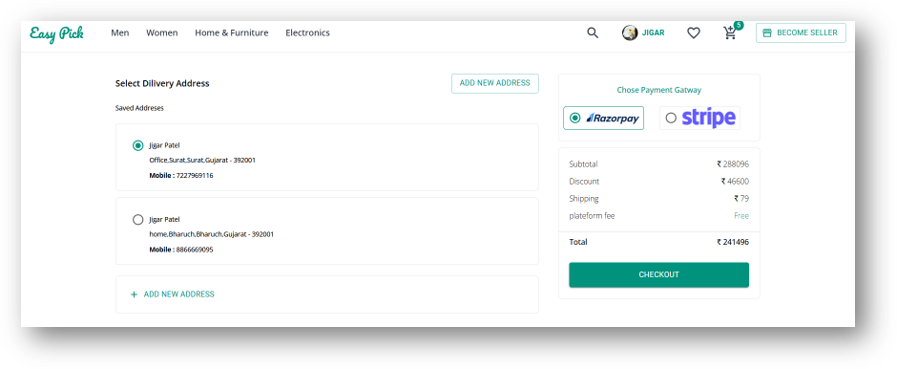 Easy Pick
Men Women Home & Furniture Electronics
JIGAR
5
BECOME SELLER
Select Dilivery Address
ADD NEW ADDRESS
Saved Addreses
Jigar Patel
Office,Surat,Surat,Gujarat - 392001
Mobile : 7227969116
Jigar Patel
home,Bharuch,Bharuch,Gujarat - 392001
Mobile : 8866669095
+ ADD NEW ADDRESS
Chose Payment Gatway
Razorpay
stripe
Subtotal ₹ 288096
Discount ₹ 46600
Shipping ₹ 79
plateform fee Free
Total ₹ 241496
CHECKOUT